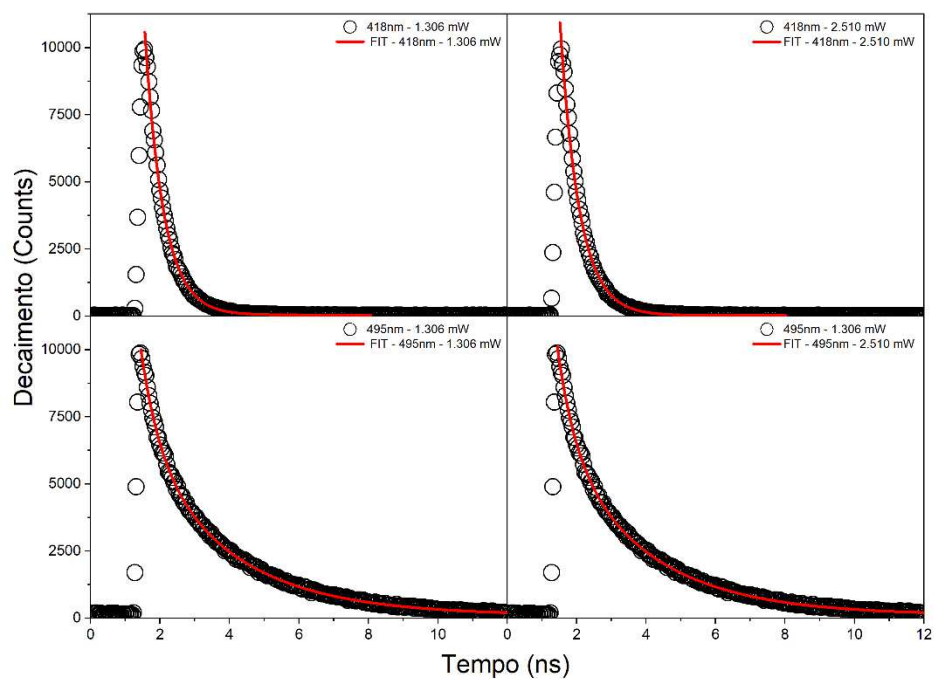 418nm - 1.306 mW
FIT - 418nm - 1.306 mW
418nm - 2.510 mW
FIT - 418nm - 2.510 mW
10000
7500
5000
2500
0
495nm - 1.306 mW
FIT - 495nm - 1.306 mW
495nm - 1.306 mW
FIT - 495nm - 2.510 mW
10000
7500
5000
2500
0
Decaimento (Counts)
0 2 4 6 8 10 0 2 4 6 8 10 12
Tempo (ns)